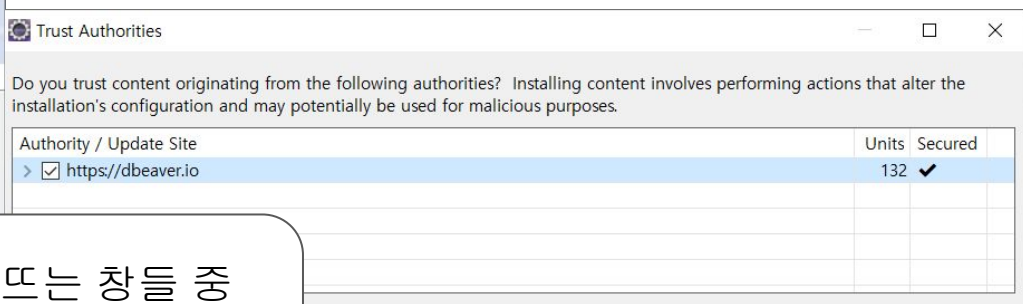 Trust Authorities
Do you trust content originating from the following authorities? Installing content involves performing actions that alter the
installation's configuration and may potentially be used for malicious purposes.
Authority / Update Site Units Secured
https://dbeaver.io 132
뜨는 창들 중